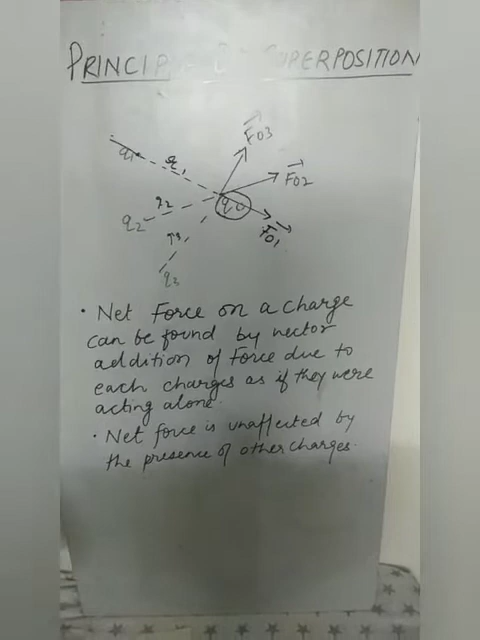 PRINCIP SUPERPOSITION
F03
q1
r1
F02
r2
q0
q2
r3
F01
q3
• Net Force on a charge
can be found by vector
addition of Force due to
each charges as if they were
acting alone.
• Net force is unaffected by
the presence of other charges.